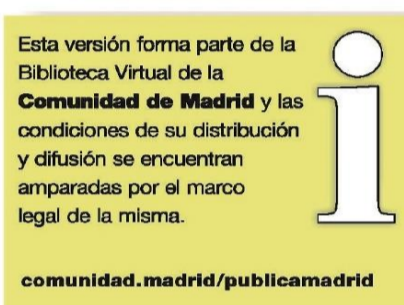 Esta versión forma parte de la
Biblioteca Virtual de la
Comunidad de Madrid y las
condiciones de su distribución
y difusión se encuentran
amparadas por el marco
legal de la misma.
i
comunidad.madrid/publicamadrid